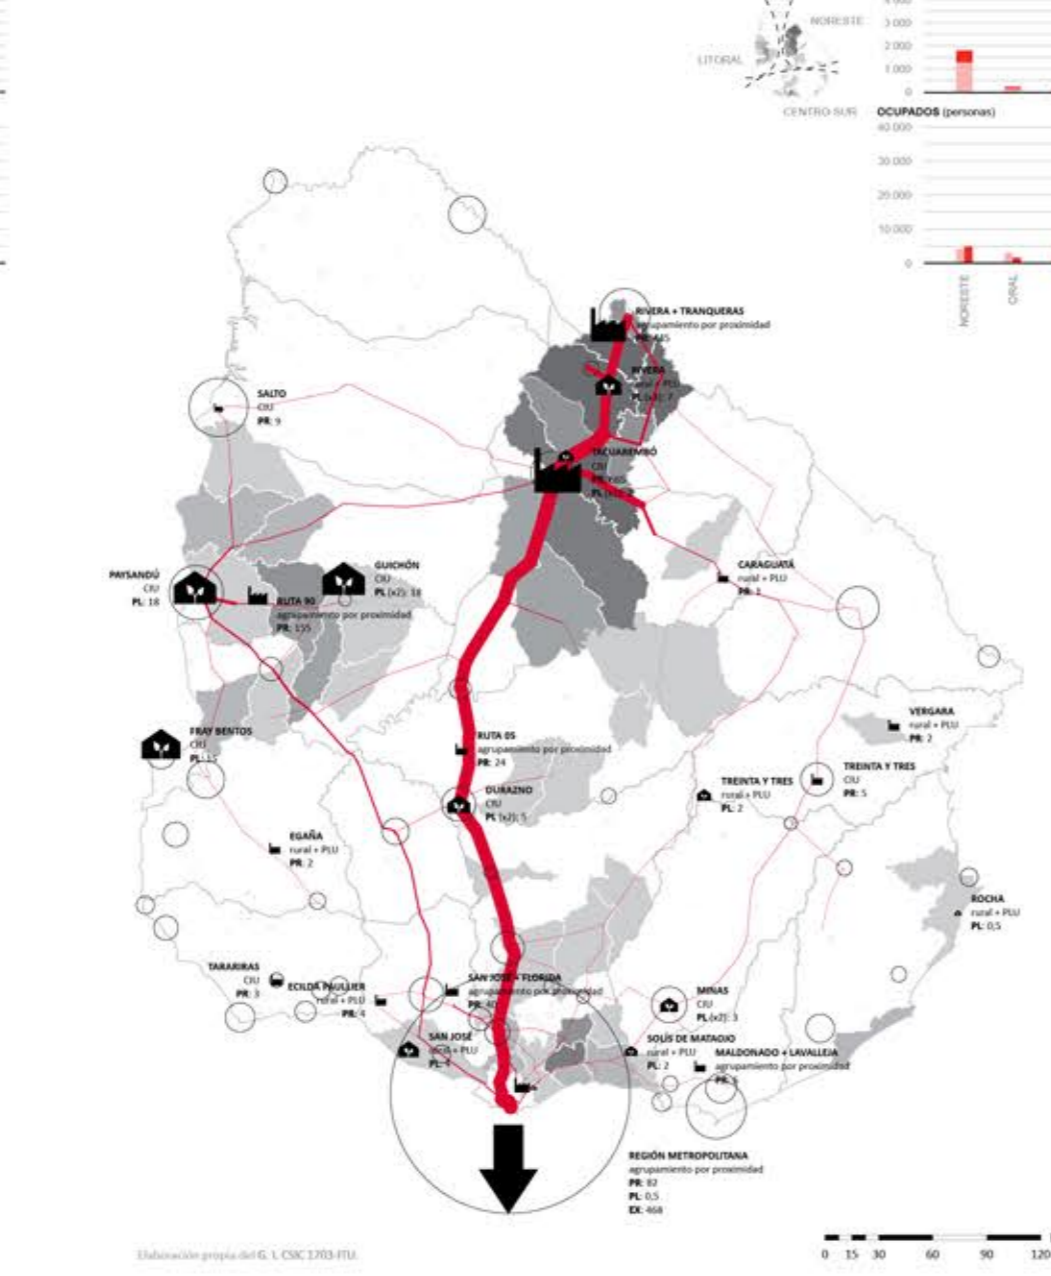 NORESTE
3 000
2 000
LITORAL
1 000
0
CENTRO SUR
OCUPADOS (personas)
40 000
30 000
20 000
10 000
0
NORESTE
RIVERA + TRANQUERAS
agrupamiento por proximidad
RIVERA
rural + PLU
SALTO
CIU
PR: 9
TACUAREMBÓ
CIU
PAYSANDÚ
CIU
PL: 18
GUICHÓN
CIU
PL (x2): 18
RUTA 90
agrupamiento por proximidad
PR: 155
CARAGUATÁ
rural + PLU
FRAY BENTOS
CIU
PL: 15
VERGARA
rural + PLU
PR: 2
RUTA 05
agrupamiento por proximidad
PR: 24
TREINTA Y TRES
CIU
PR: 5
TREINTA Y TRES
rural + PLU
PL: 2
DURAZNO
CIU
PL (x2): 5
EGAÑA
rural + PLU
PR: 2
ROCHA
rural + PLU
PL: 0,5
TARARIRAS
CIU
PR: 3
SAN JOSÉ + FLORIDA
agrupamiento por proximidad
ECILDA PAULLIER
rural + PLU
PR: 4
MINAS
CIU
PL (x2): 3
SAN JOSÉ
rural + PLU
SOLÍS DE MATAOJO
rural + PLU
PL: 2
MALDONADO + LAVALLEJA
agrupamiento por proximidad
REGIÓN METROPOLITANA
agrupamiento por proximidad
PR: 82
PL: 0,5
EX: 468
Elaboración propia del G. I. CSIC 1703-ITU.
0 15 30 60 90 120